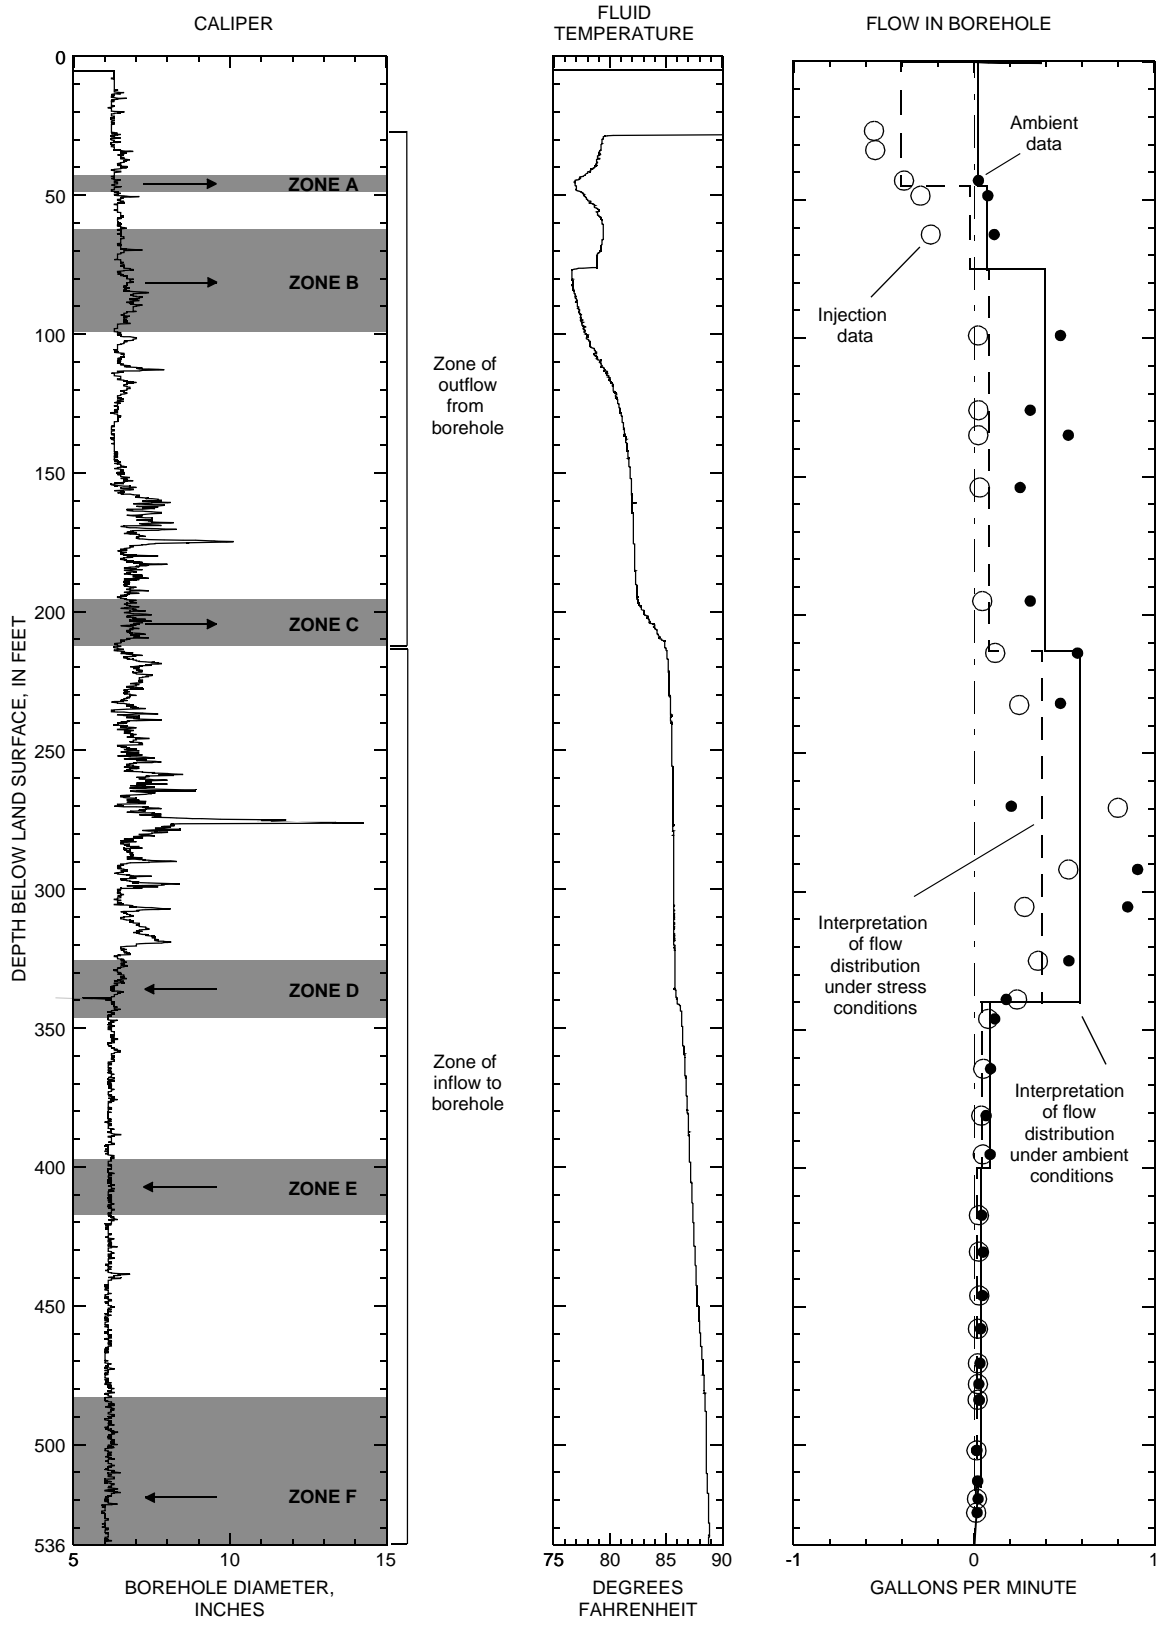 CALIPER
FLUID
TEMPERATURE
FLOW IN BOREHOLE
DEPTH BELOW LAND SURFACE, IN FEET
0
50
100
150
200
250
300
350
400
450
500
536
ZONE A
ZONE B
ZONE C
ZONE D
ZONE E
ZONE F
5
10
15
BOREHOLE DIAMETER,
INCHES
Zone of
outflow
from
borehole
Zone of
inflow to
borehole
75
80
85
90
DEGREES
FAHRENHEIT
Ambient
data
Injection
data
Interpretation
of flow
distribution
under stress
conditions
Interpretation
of flow
distribution
under ambient
conditions
-1
0
1
GALLONS PER MINUTE